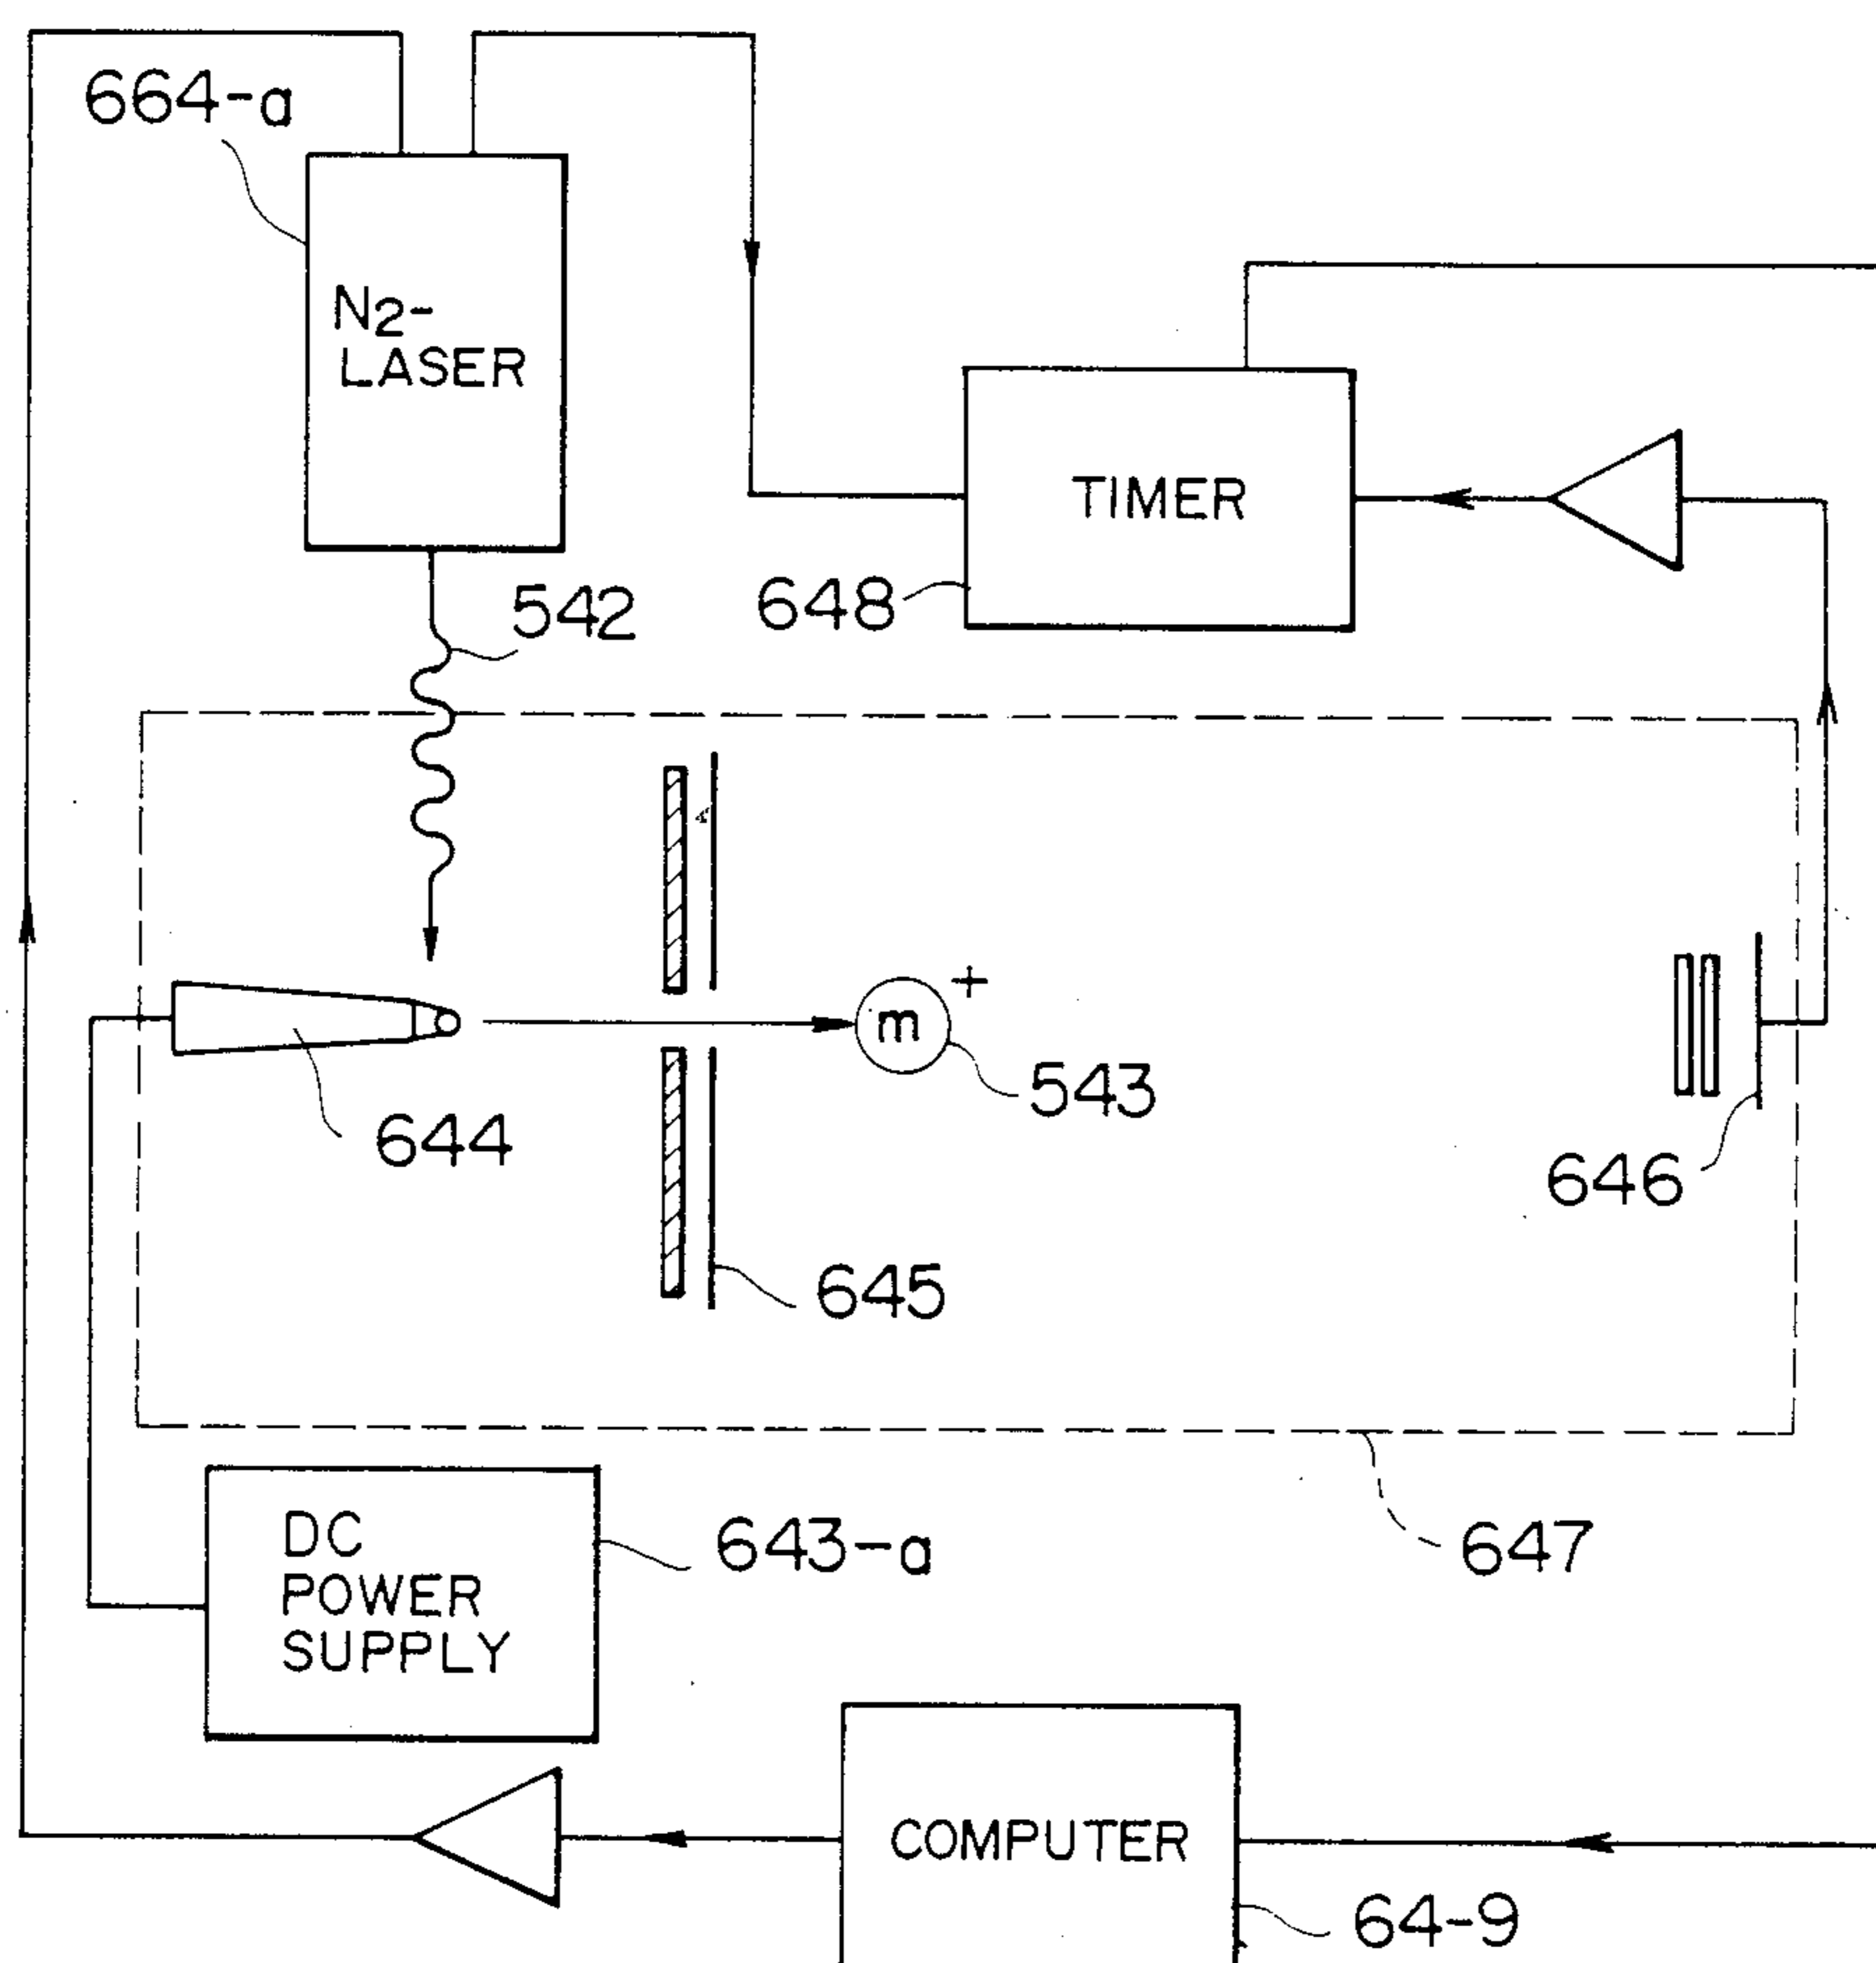 664-a
N2-
LASER
542
TIMER
648
m
+
543
644
646
645
DC
POWER
SUPPLY
643-a
647
COMPUTER
64-9